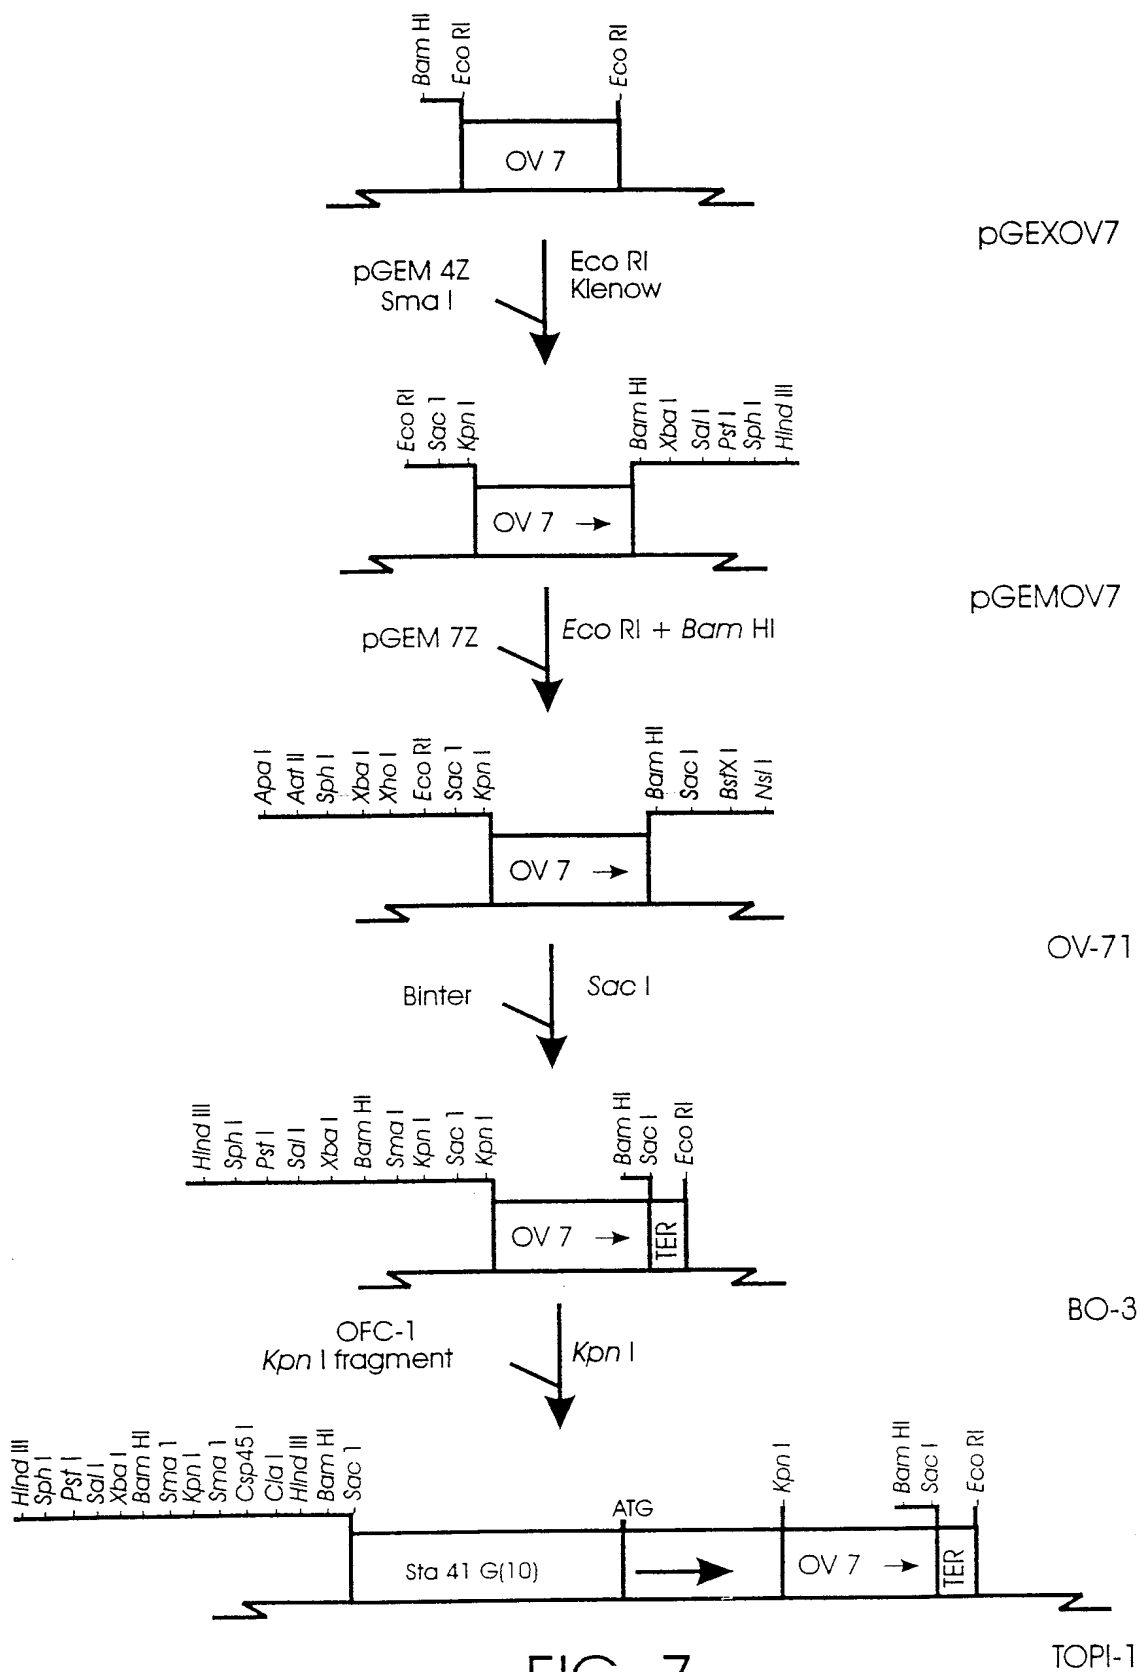 Bam HI
Eco RI
Eco RI
OV 7
pGEXOV7
pGEM 4Z
Sma I
Eco RI
Klenow
Eco RI
Sac 1
Kpn I
Bam HI
Xba I
Sal I
Pst I
Sph I
Hind III
OV 7
pGEMOV7
pGEM 7Z
Eco RI + Bam HI
Apa I
Aat II
Sph I
Xba I
Xho I
Eco RI
Sac 1
Kpn I
Bam HI
Sac I
BstX I
Nsi I
OV 7
OV-71
Binter
Sac I
Hind III
Sph I
Pst I
Sal I
Xba I
Bam HI
Sma I
Kpn I
Sac 1
Kpn I
Bam HI
Sac I
Eco RI
OV 7
TER
BO-3
OFC-1
Kpn I fragment
Kpn I
Hind III
Sph I
Pst I
Sal I
Xba I
Bam HI
Sma 1
Kpn I
Sma 1
Csp45 I
Cla I
Hind III
Bam HI
Sac 1
ATG
Kpn I
Bam HI
Sac I
Eco RI
Sta 41 G(10)
OV 7
TER
TOPI-1
FIG. 7